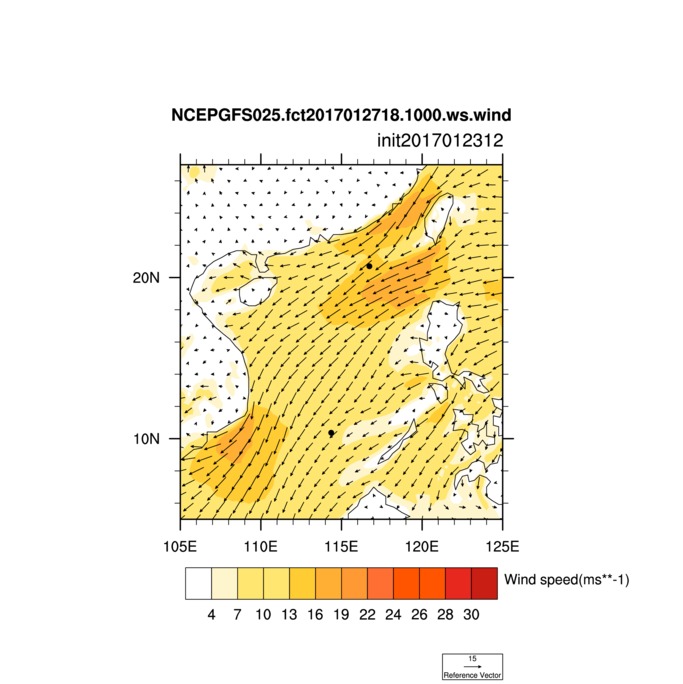 NCEPGFS025.fct2017012718.1000.ws.wind
init2017012312
20N
10N
105E 110E 115E 120E 125E
Wind speed(ms**-1)
4 7 10 13 16 19 22 24 26 28 30
15
Reference Vector